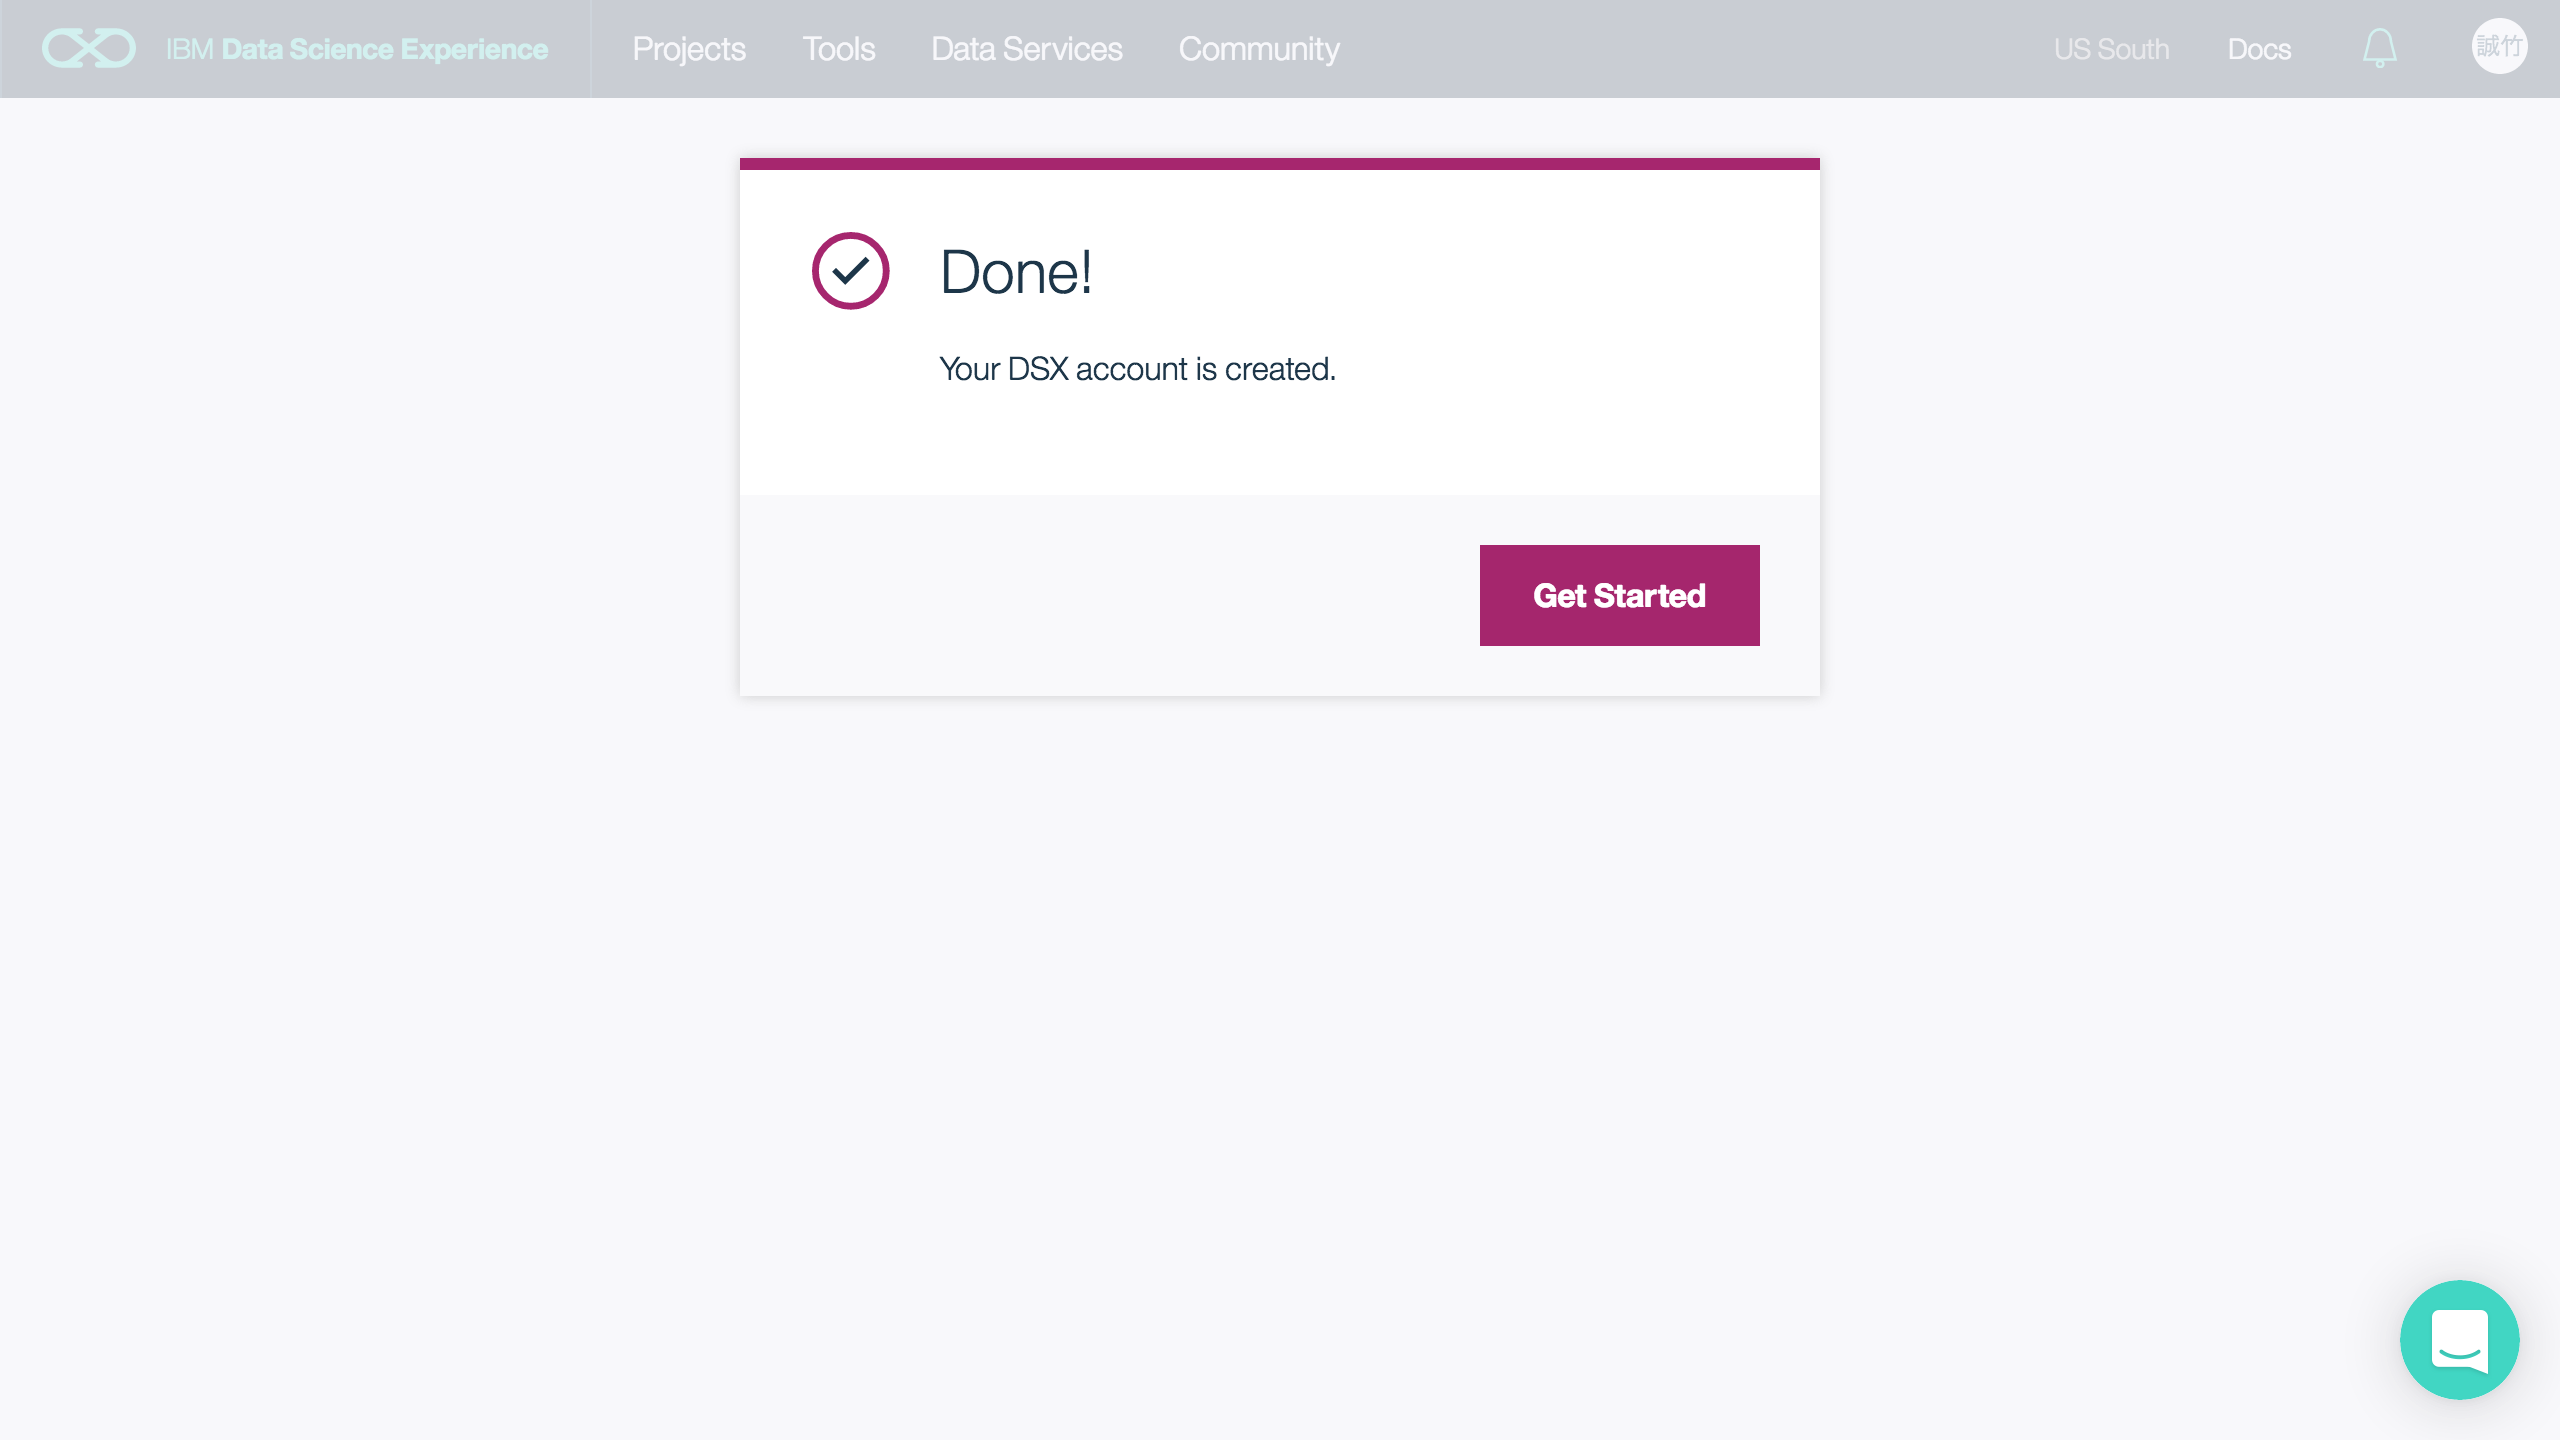 IBM Data Science Experience
Projects
Tools
Data Services
Community
US South
Docs
誠竹
Done!
Your DSX account is created.
Get Started